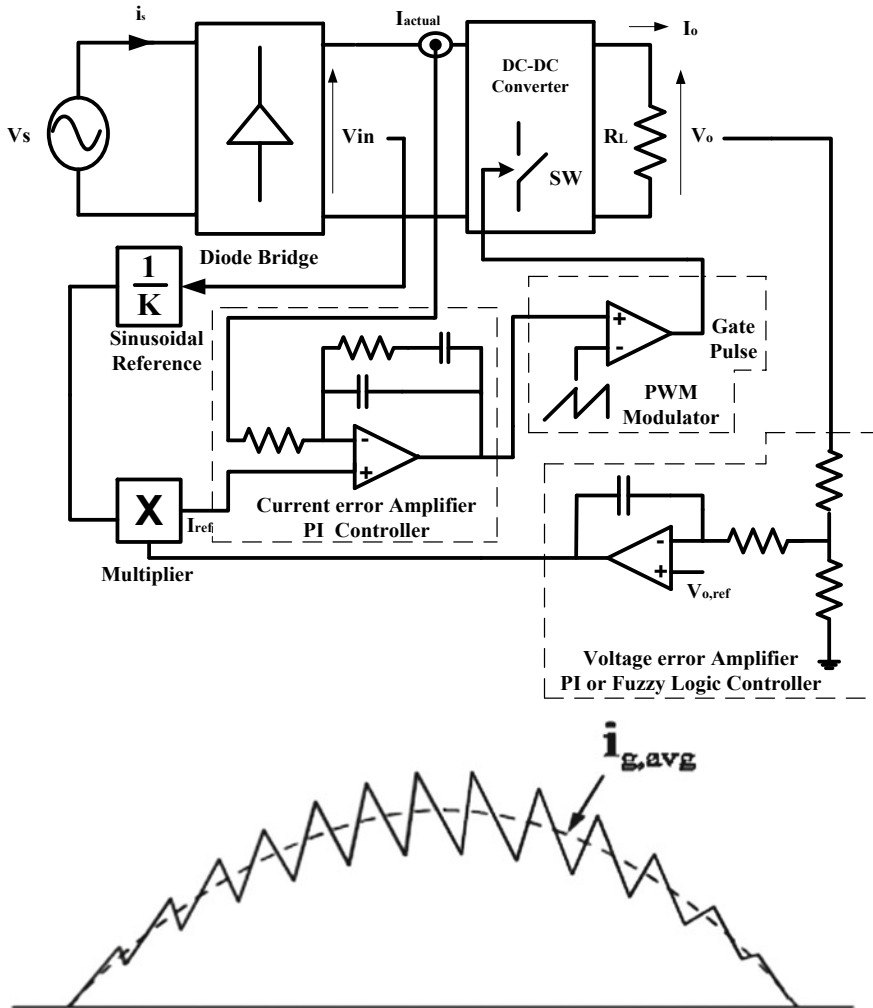 is
Iactual
Io
DC-DC
Converter
Vs
Vin
SW
RL
Vo
Diode Bridge
1
K
Sinusoidal
Reference
+
-
Gate
Pulse
PWM
Modulator
-
+
Current error Amplifier
PI Controller
X
Iref
Multiplier
-
+
Vo,ref
Voltage error Amplifier
PI or Fuzzy Logic Controller
ig,avg